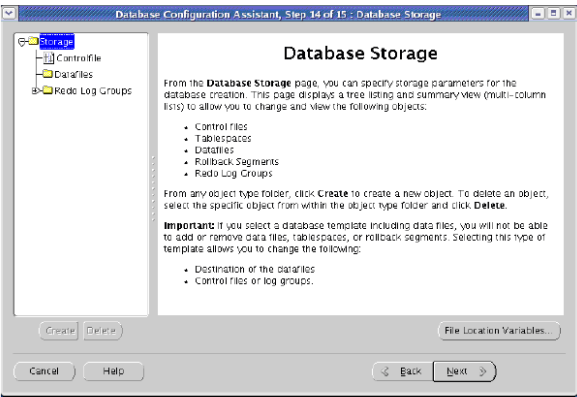 Database Configuration Assistant, Step 14 of 15 : Database Storage
Storage
Controlfile
Datafiles
Redo Log Groups
Database Storage
From the Database Storage page, you can specify storage parameters for the
database creation. This page displays a tree listing and summary view (multi-column
lists) to allow you to change and view the following objects:
• Control files
• Tablespaces
• Datafiles
• Rollback Segments
• Redo Log Groups
From any object type folder, click Create to create a new object. To delete an object,
select the specific object from within the object type folder and click Delete.
Important: If you select a database template including data files, you will not be able
to add or remove data files, tablespaces, or rollback segments. Selecting this type of
template allows you to change the following:
• Destination of the datafiles
• Control files or log groups.
Create Delete
File Location Variables...
Cancel Help Back Next